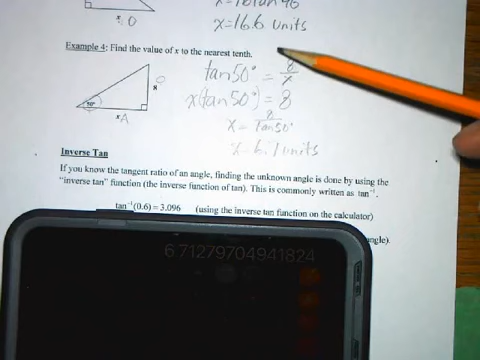 x=16.6 units
Example 4: Find the value of x to the nearest tenth.
tan50° = 8/x
x(tan50°) = 8
x = 8/tan50°
x=6.7 units
50°
8 O
x A
Inverse Tan
If you know the tangent ratio of an angle, finding the unknown angle is done by using the
"inverse tan" function (the inverse function of tan). This is commonly written as tan⁻¹.
tan⁻¹(0.6) = 3.096 (using the inverse tan function on the calculator)
angle).
6.71279704941824